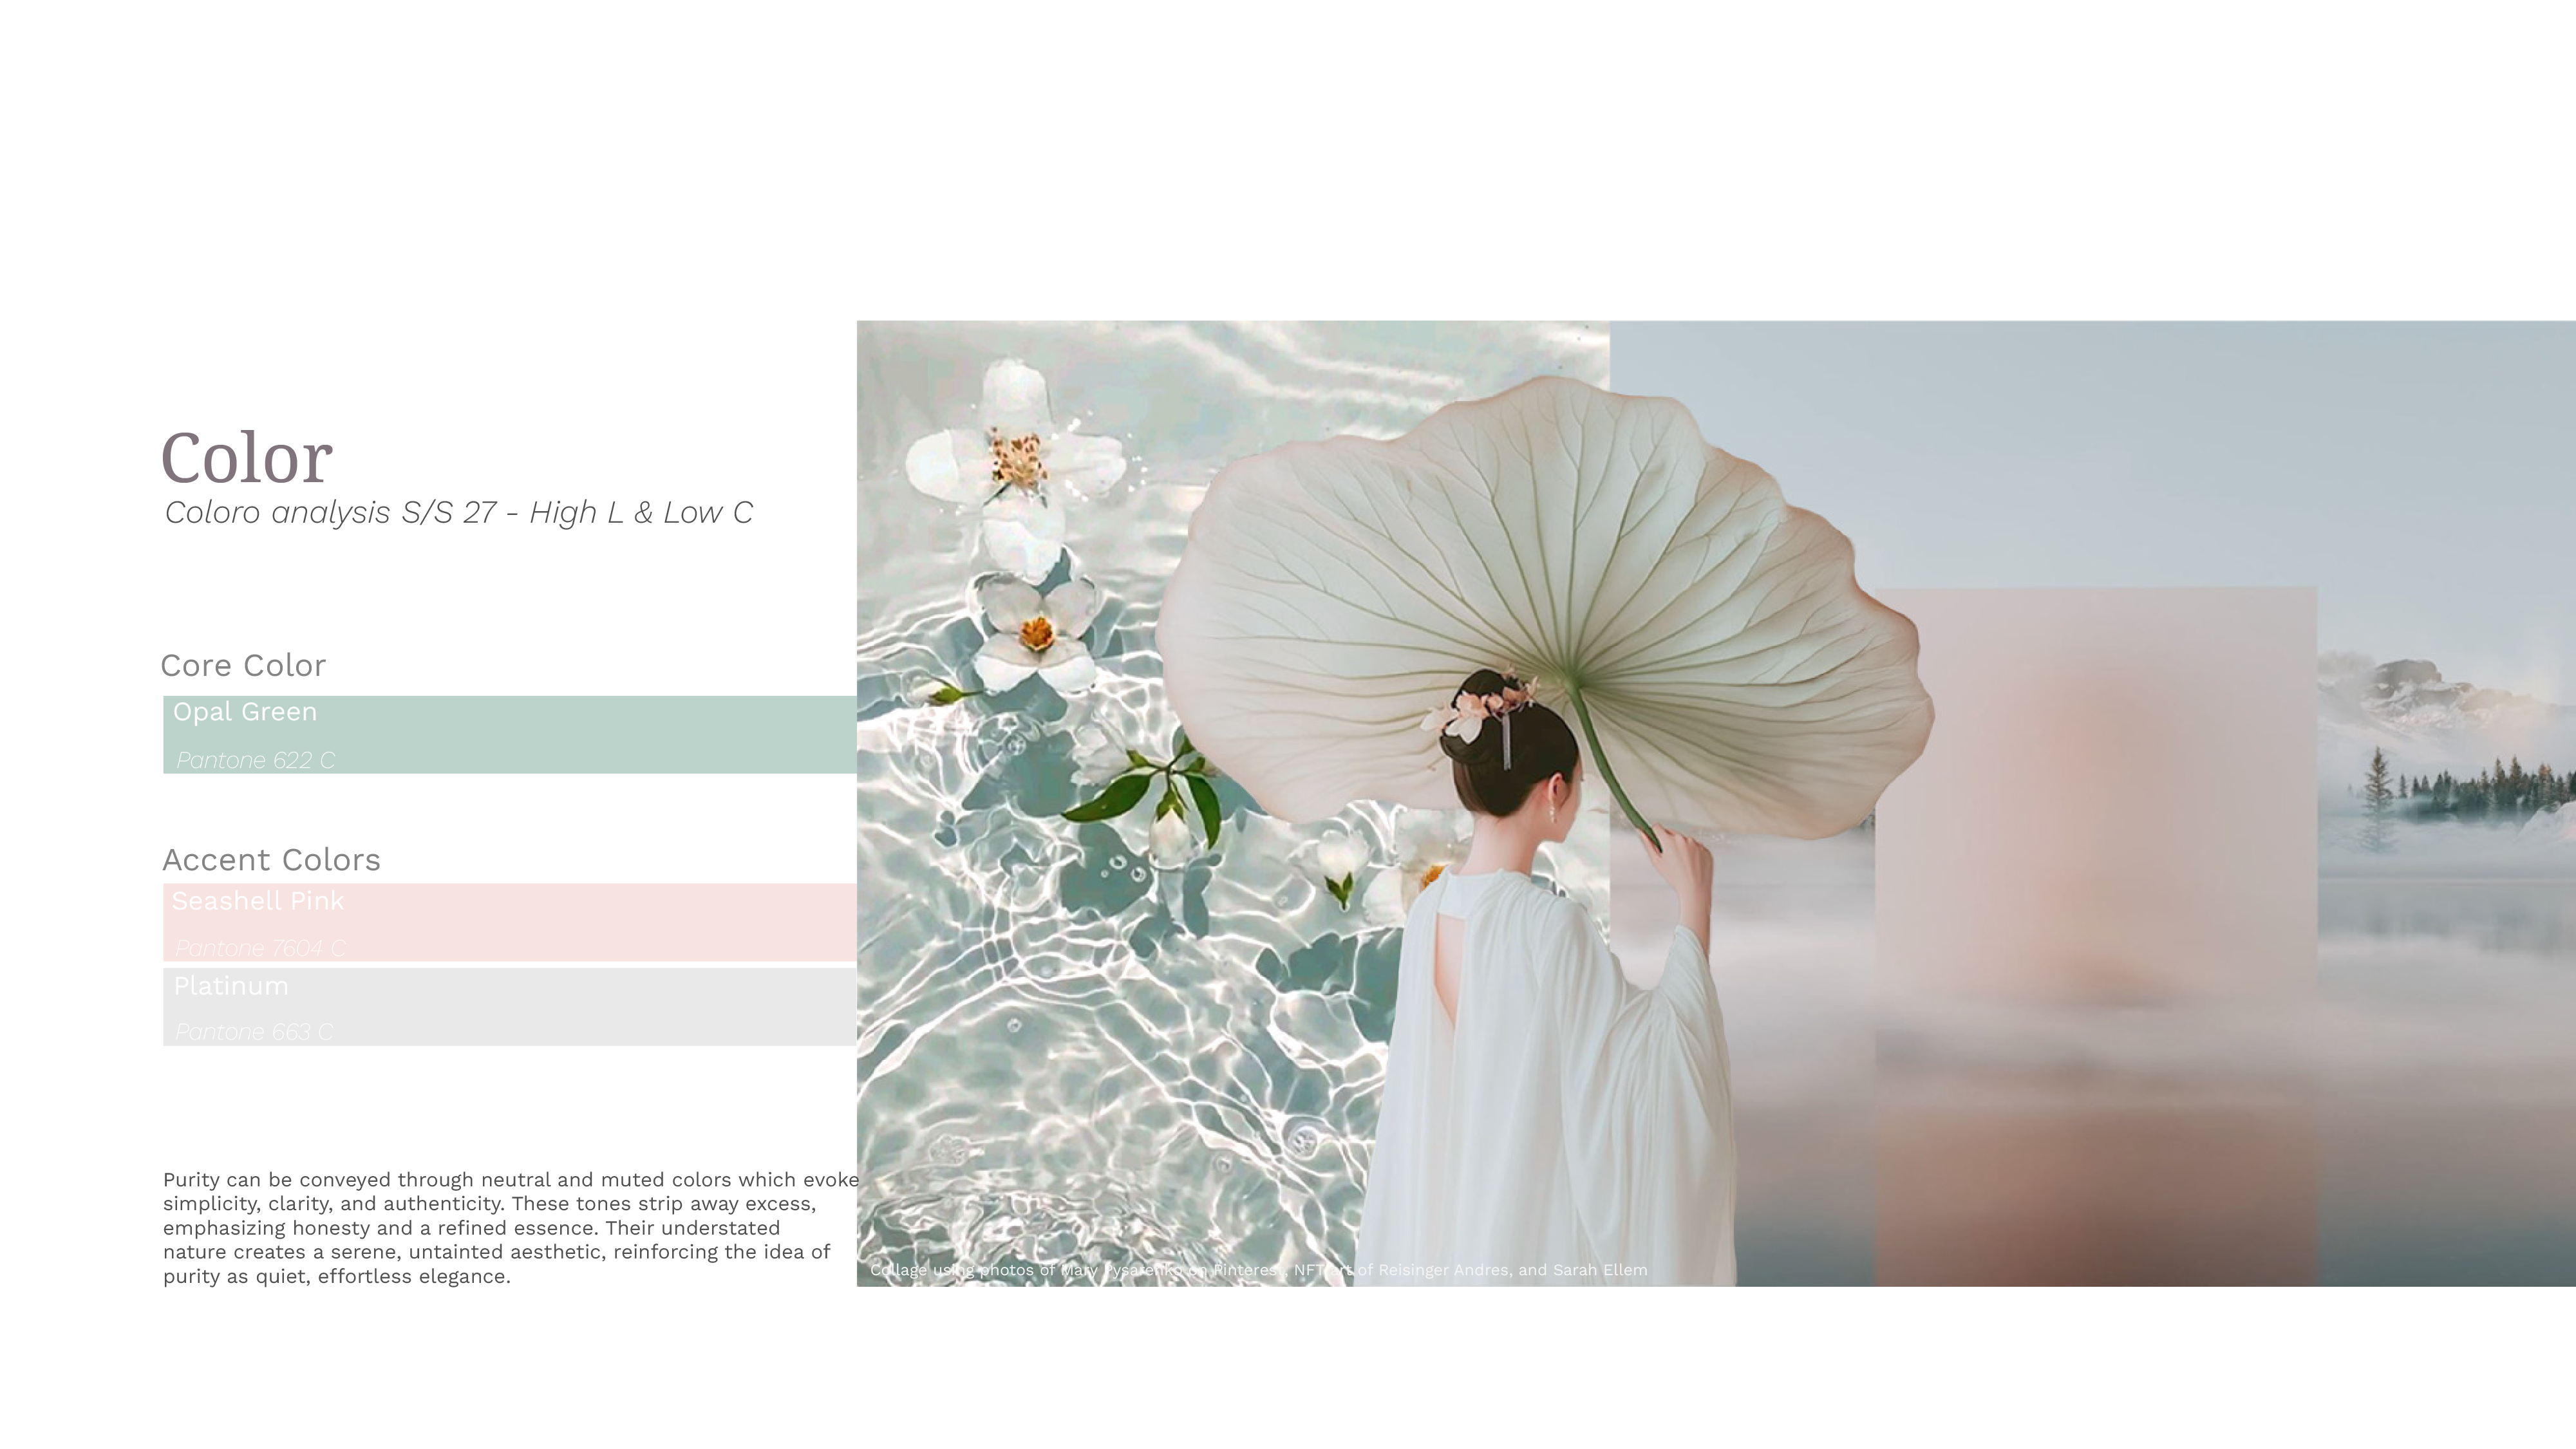 Color
Coloro analysis S/S 27 - High L & Low C
Core Color
Opal Green
Pantone 622 C
Accent Colors
Seashell Pink
Pantone 7604 C
Platinum
Pantone 663 C
Purity can be conveyed through neutral and muted colors which evoke
simplicity, clarity, and authenticity. These tones strip away excess,
emphasizing honesty and a refined essence. Their understated
nature creates a serene, untainted aesthetic, reinforcing the idea of
purity as quiet, effortless elegance.
Collage using photos of Mary Pysarenko on Pinterest, NFT art of Reisinger Andres, and Sarah Ellem